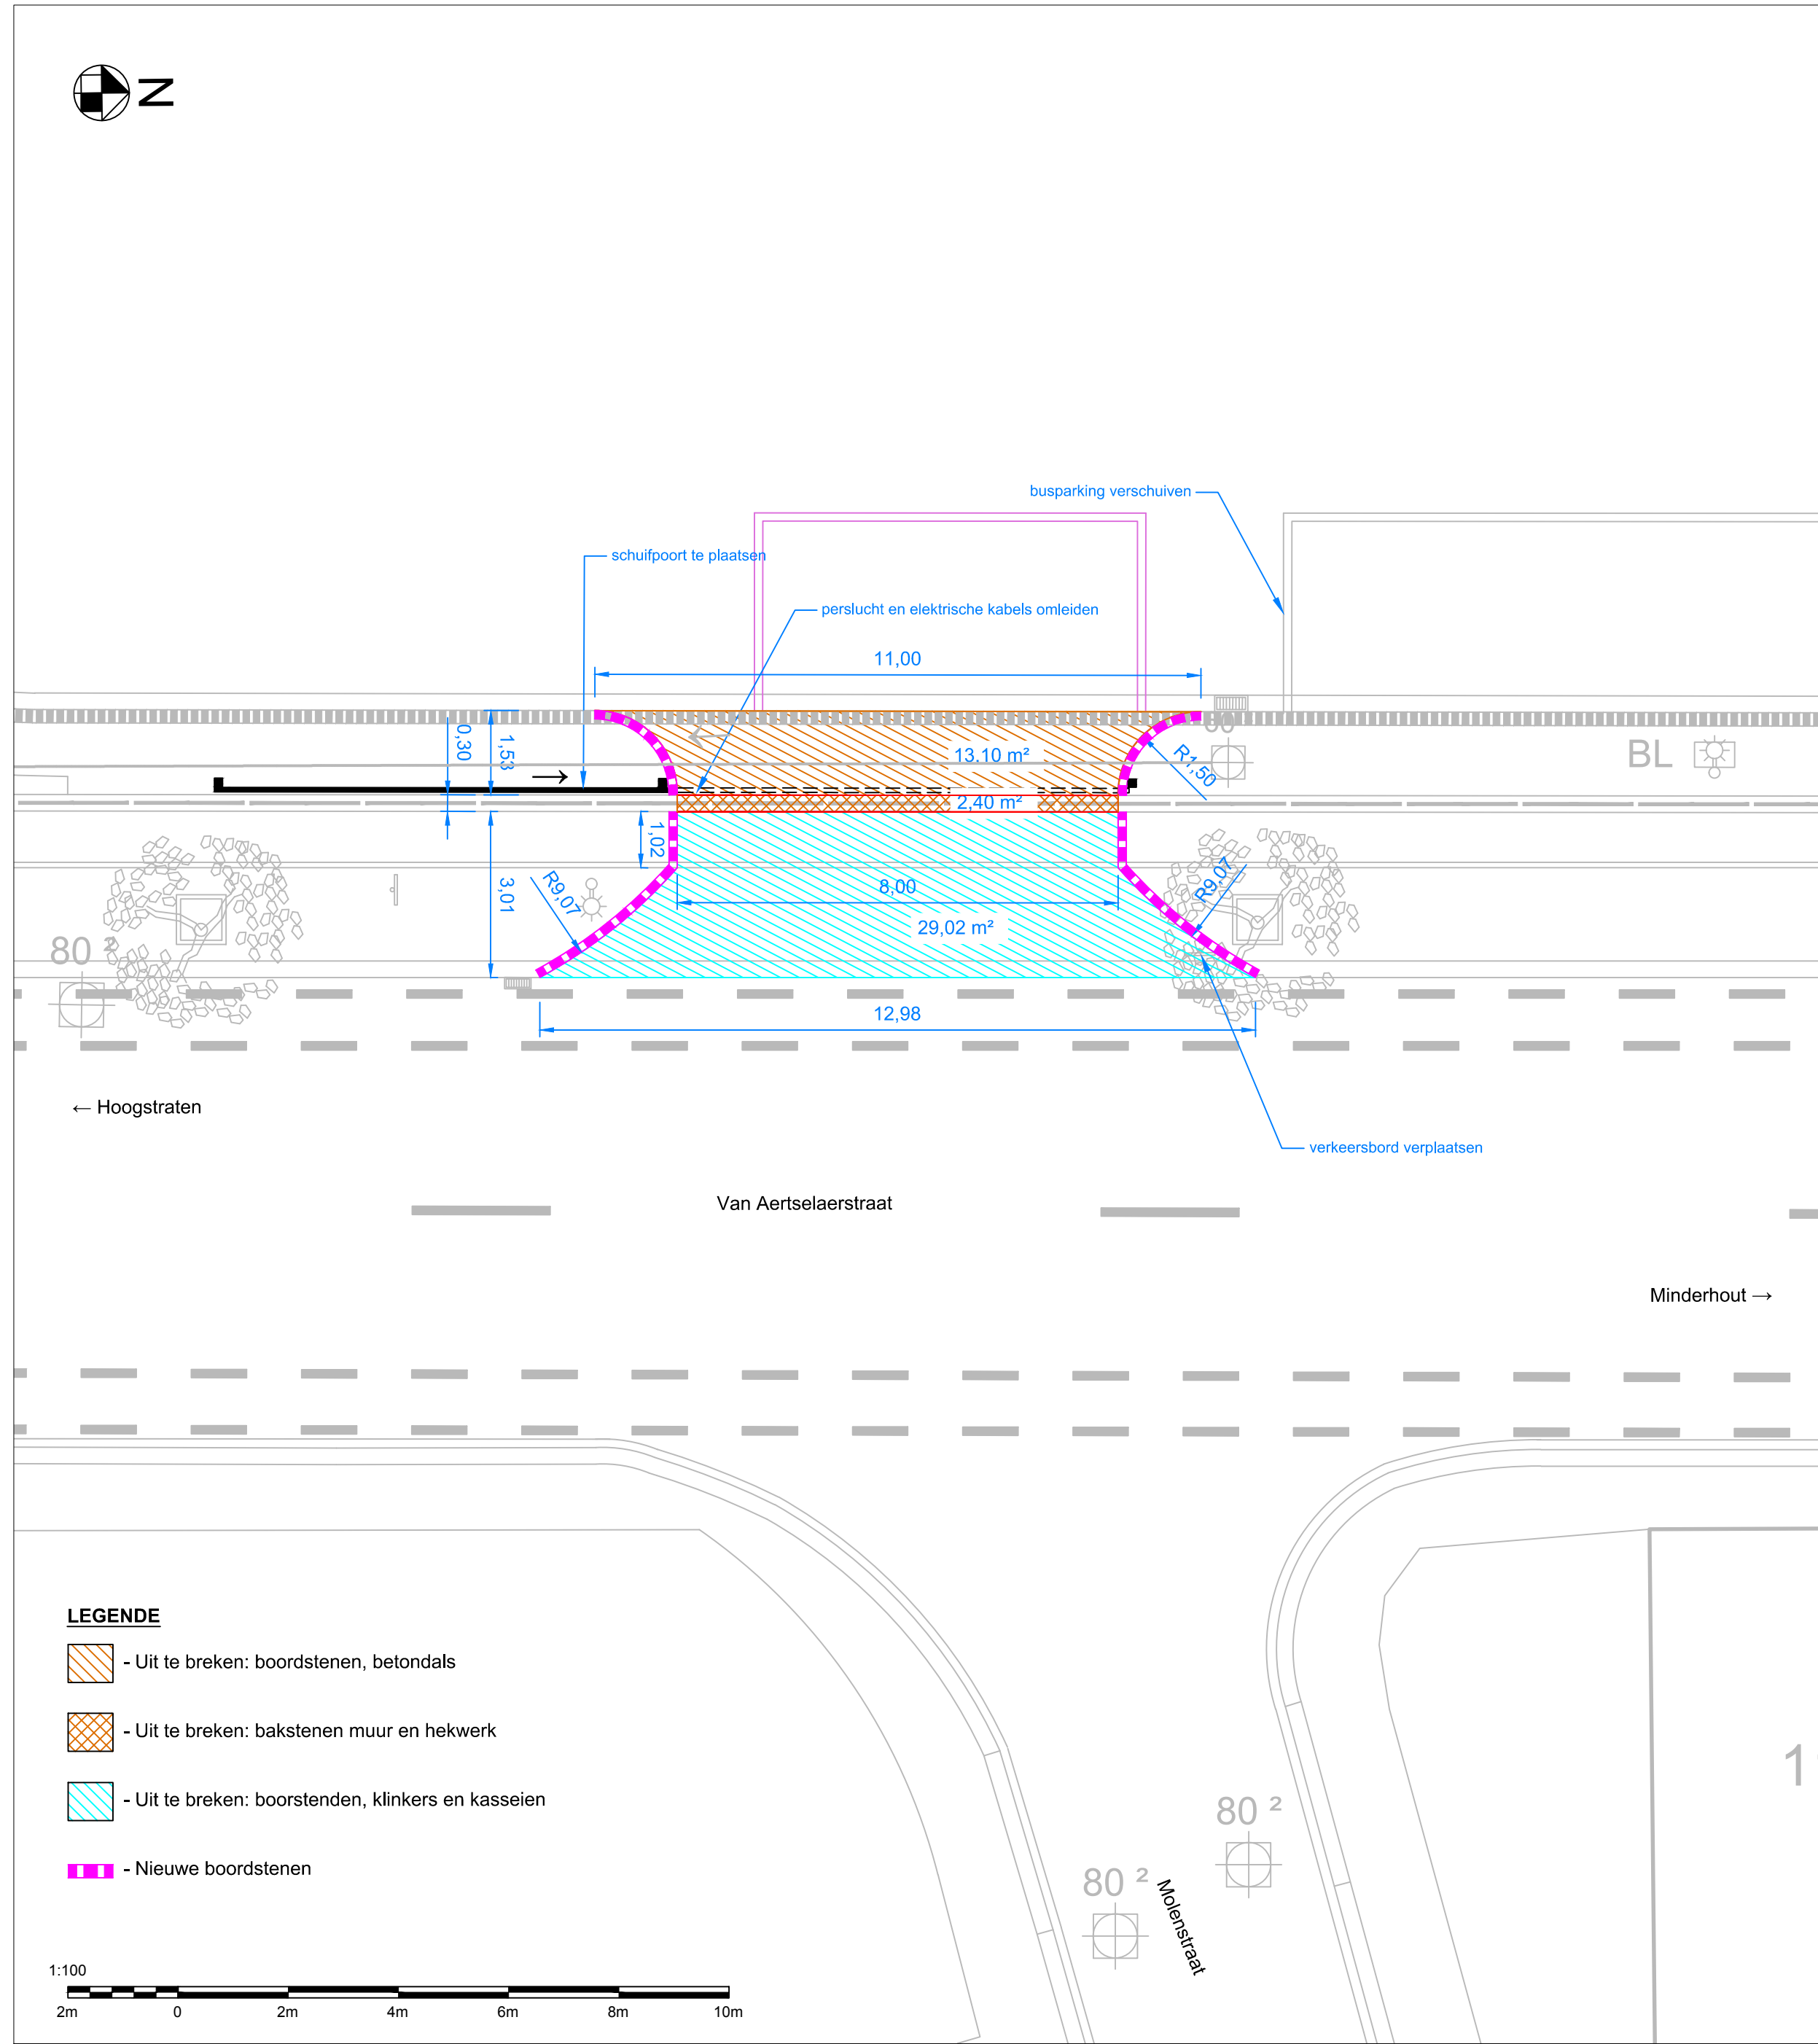 N
busparking verschuiven
schuifpoort te plaatsen
perslucht en elektrische kabels omleiden
11,00
0,30
1,53
13.10 m²
R1,50
BL
2,40 m²
1,02
3,01
R9,07
8,00
R9,07
29,02 m²
80 ²
12,98
← Hoogstraten
verkeersbord verplaatsen
Van Aertselaerstraat
Minderhout →
LEGENDE
- Uit te breken: boordstenen, betondals
- Uit te breken: bakstenen muur en hekwerk
- Uit te breken: boorstenden, klinkers en kasseien
- Nieuwe boordstenen
80 ²
80 ²
Molenstraat
1:100
2m 0 2m 4m 6m 8m 10m